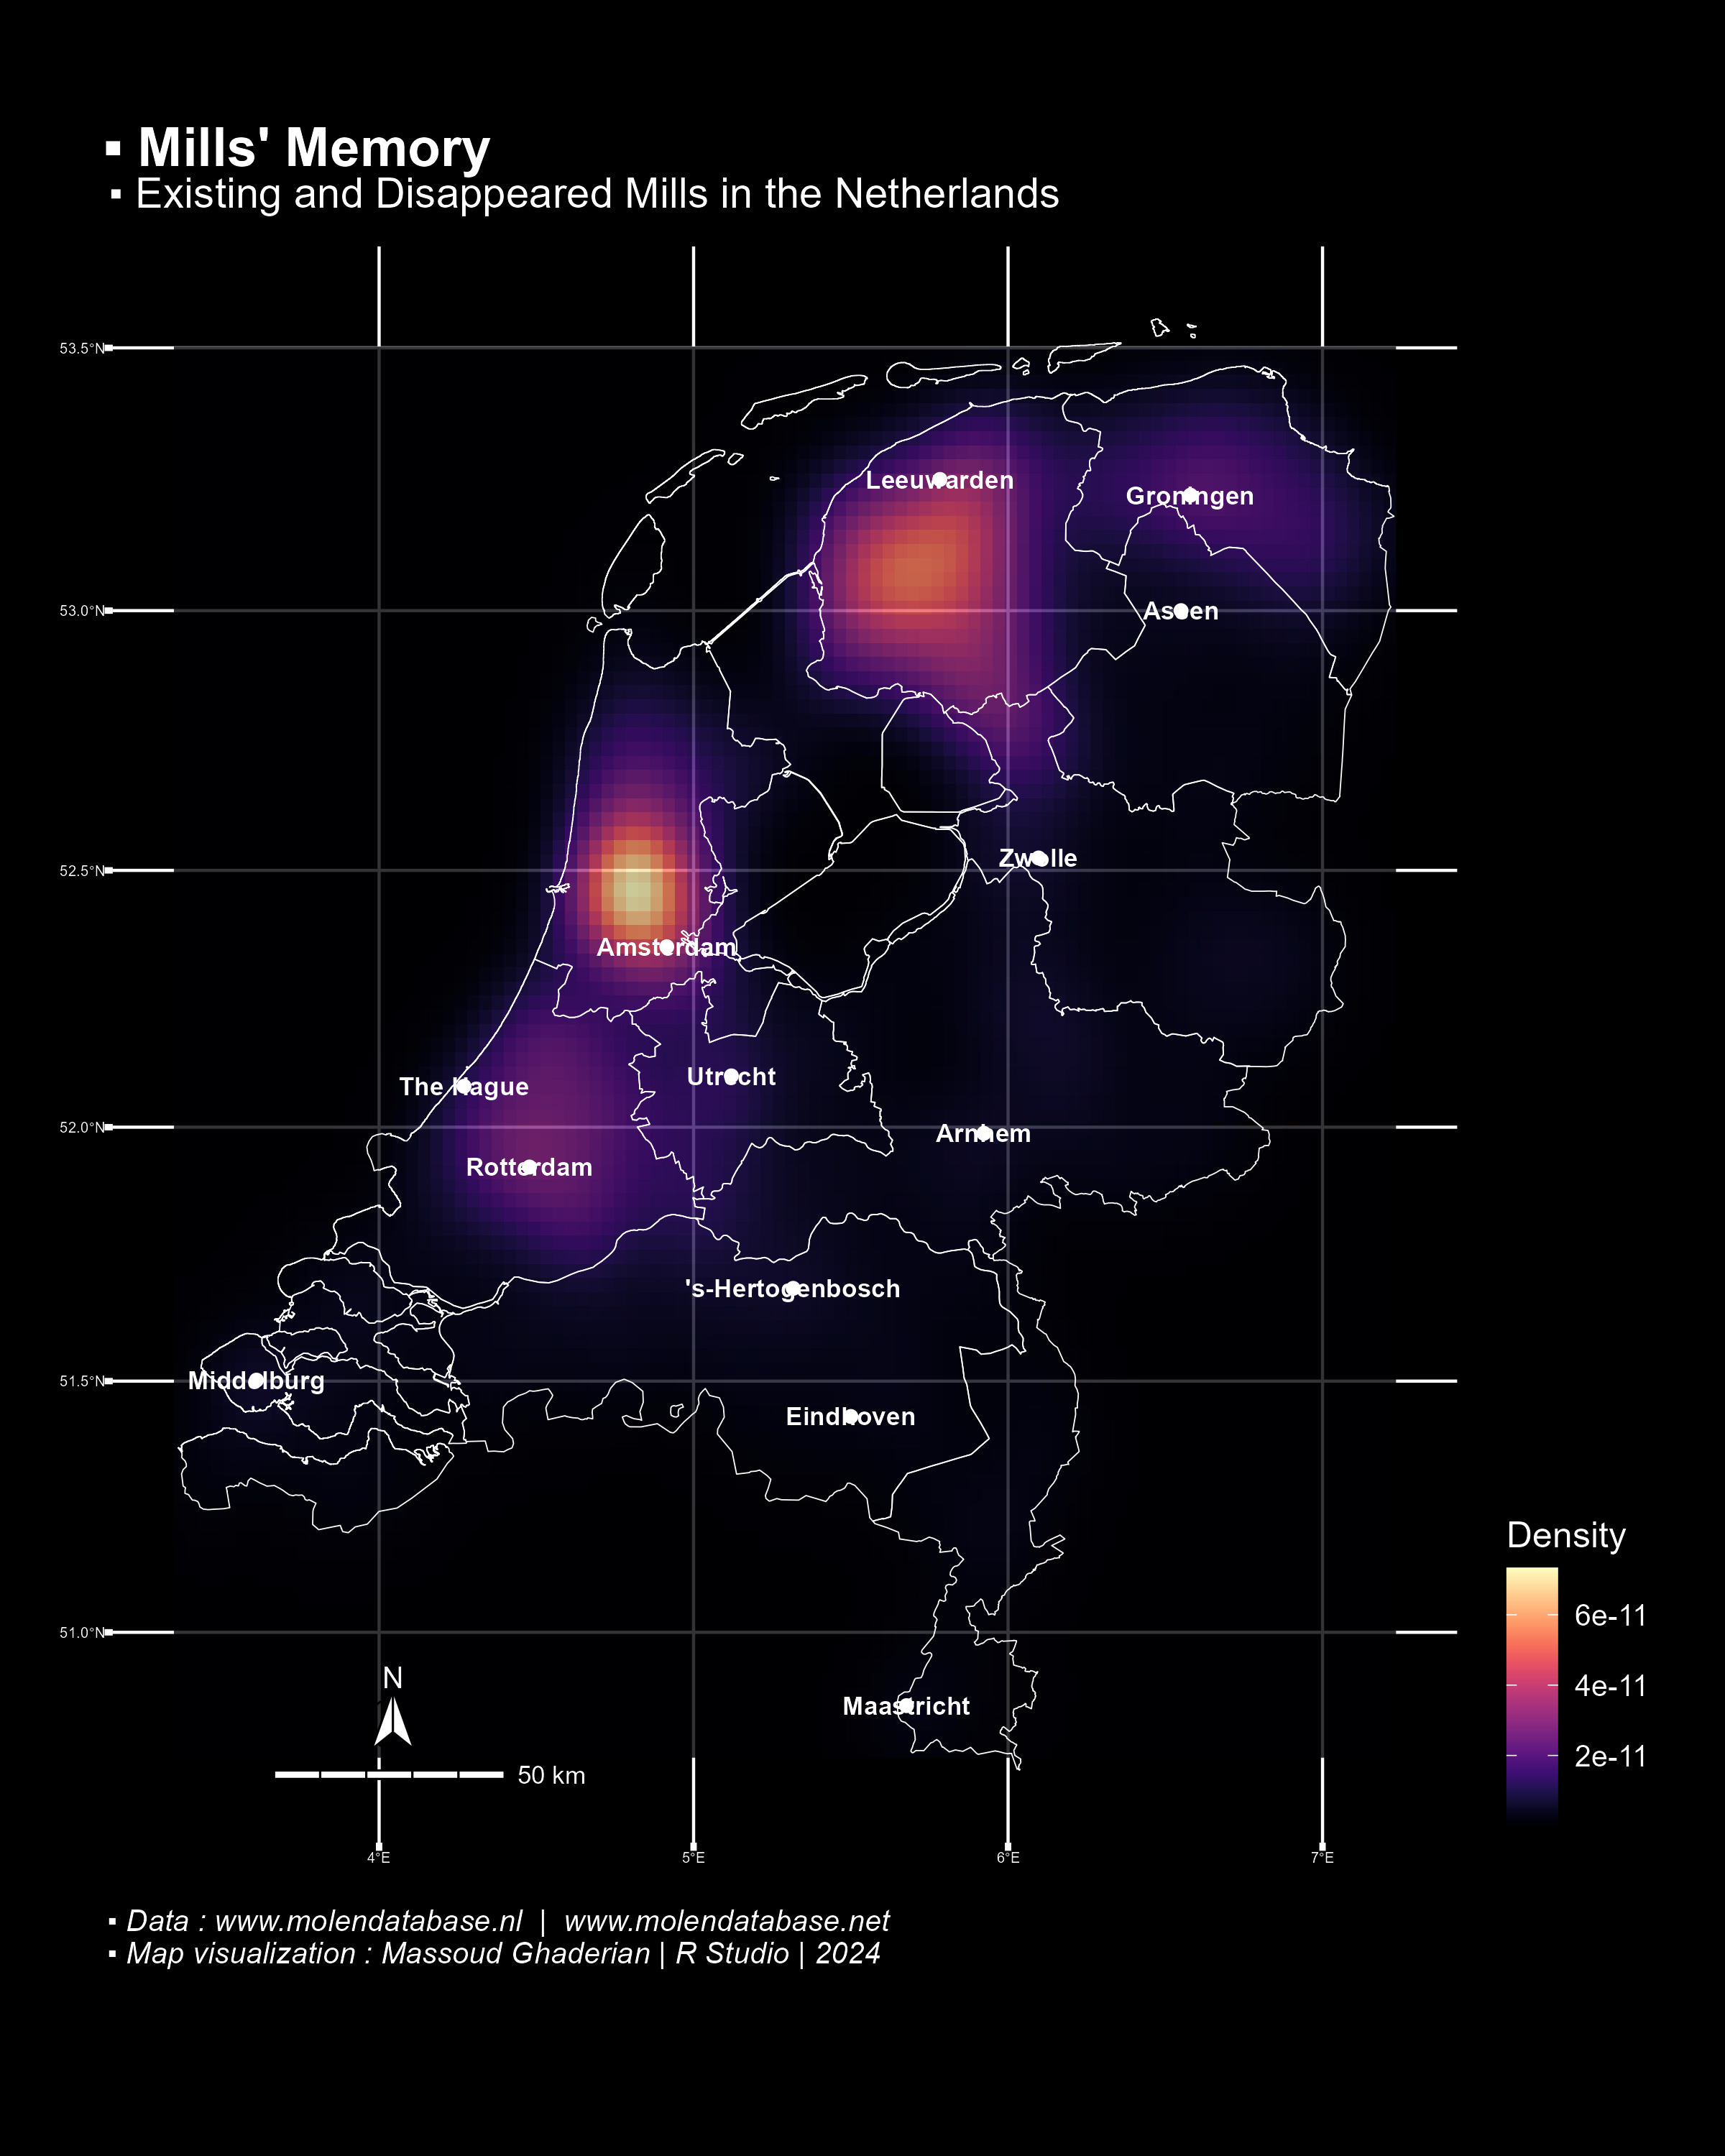 ▪ Mills' Memory
▪ Existing and Disappeared Mills in the Netherlands
53.5°N
Leeuwarden
Groningen
53.0°N
Assen
52.5°N
Zwolle
Amsterdam
Utrecht
The Hague
52.0°N
Arnhem
Rotterdam
's-Hertogenbosch
51.5°N
Middelburg
Eindhoven
Density
6e-11
4e-11
2e-11
51.0°N
N
Maastricht
50 km
4°E
5°E
6°E
7°E
▪ Data : www.molendatabase.nl | www.molendatabase.net
▪ Map visualization : Massoud Ghaderian | R Studio | 2024